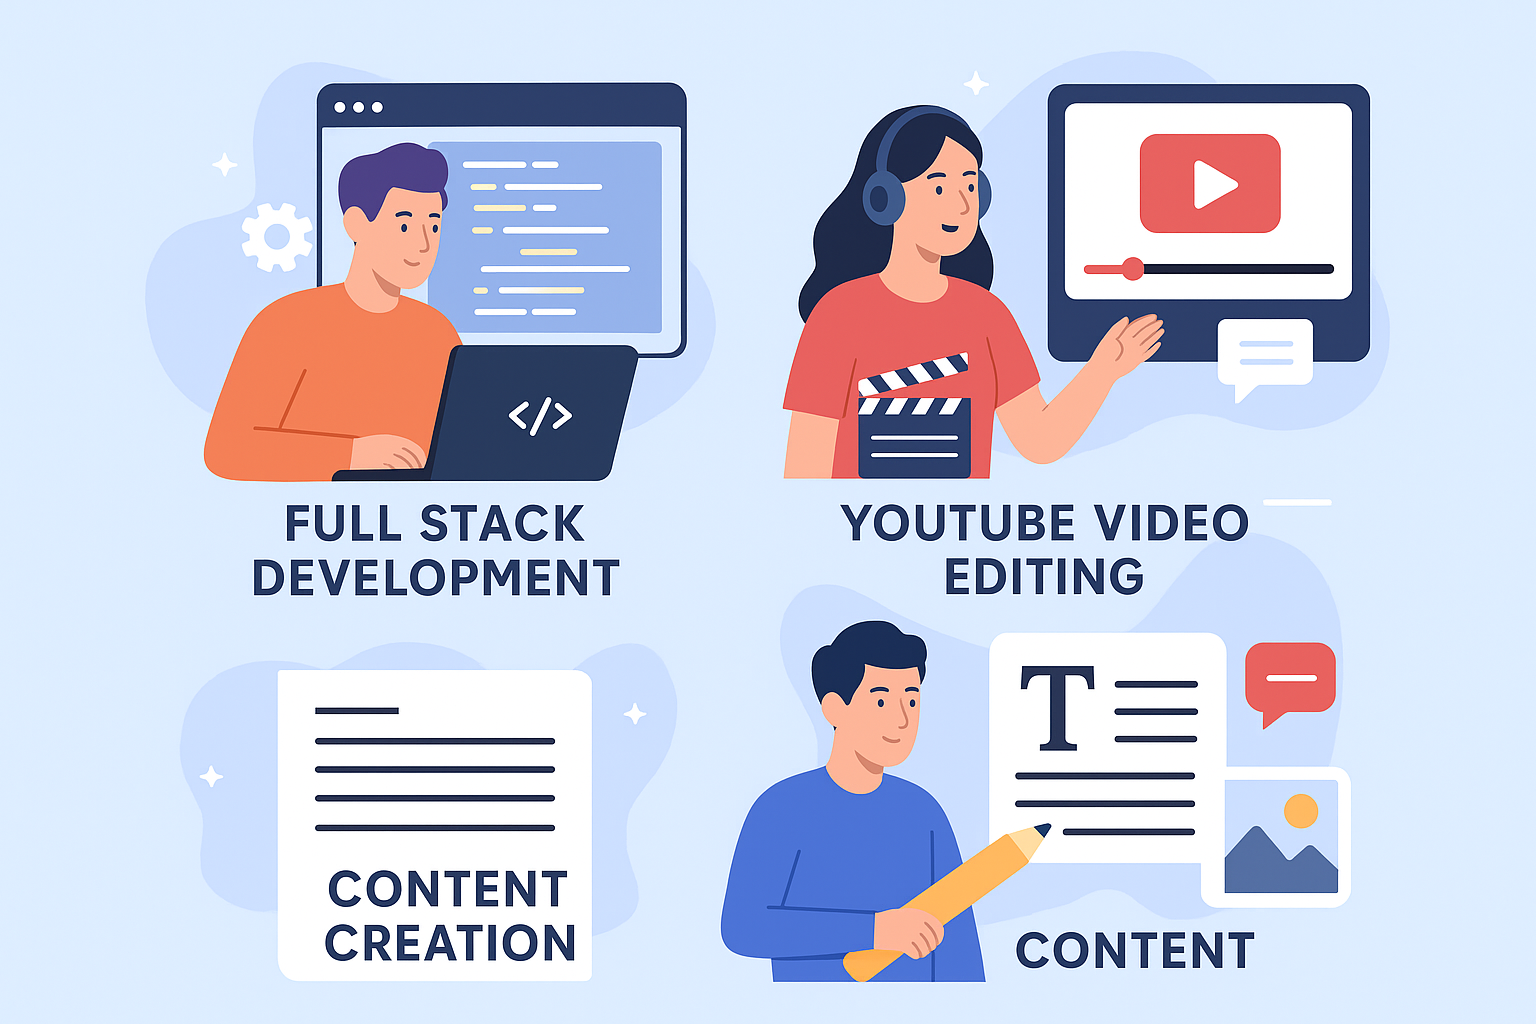 </>
FULL STACK
DEVELOPMENT
YOUTUBE VIDEO
EDITING
CONTENT
CREATION
T
CONTENT